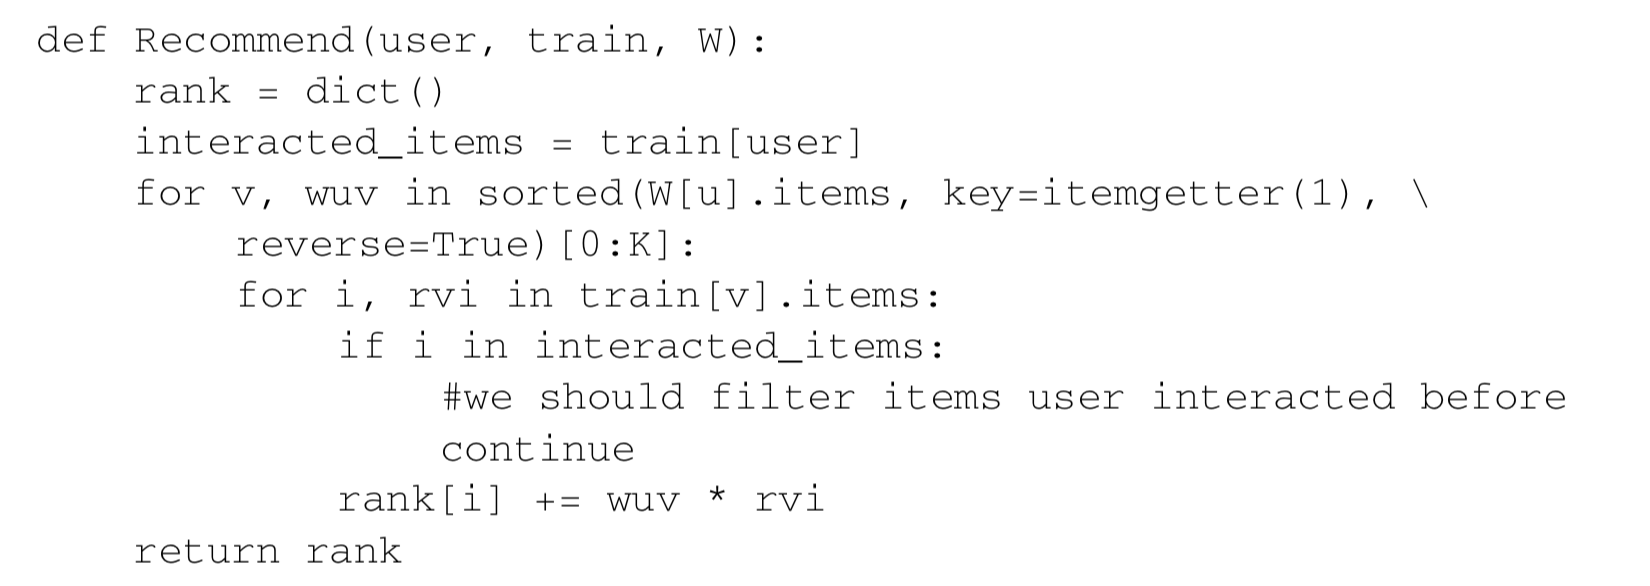 def Recommend(user, train, W):
    rank = dict()
    interacted_items = train[user]
    for v, wuv in sorted(W[u].items, key=itemgetter(1), \
        reverse=True)[0:K]:
        for i, rvi in train[v].items:
            if i in interacted_items:
                #we should filter items user interacted before
                continue
            rank[i] += wuv * rvi
    return rank